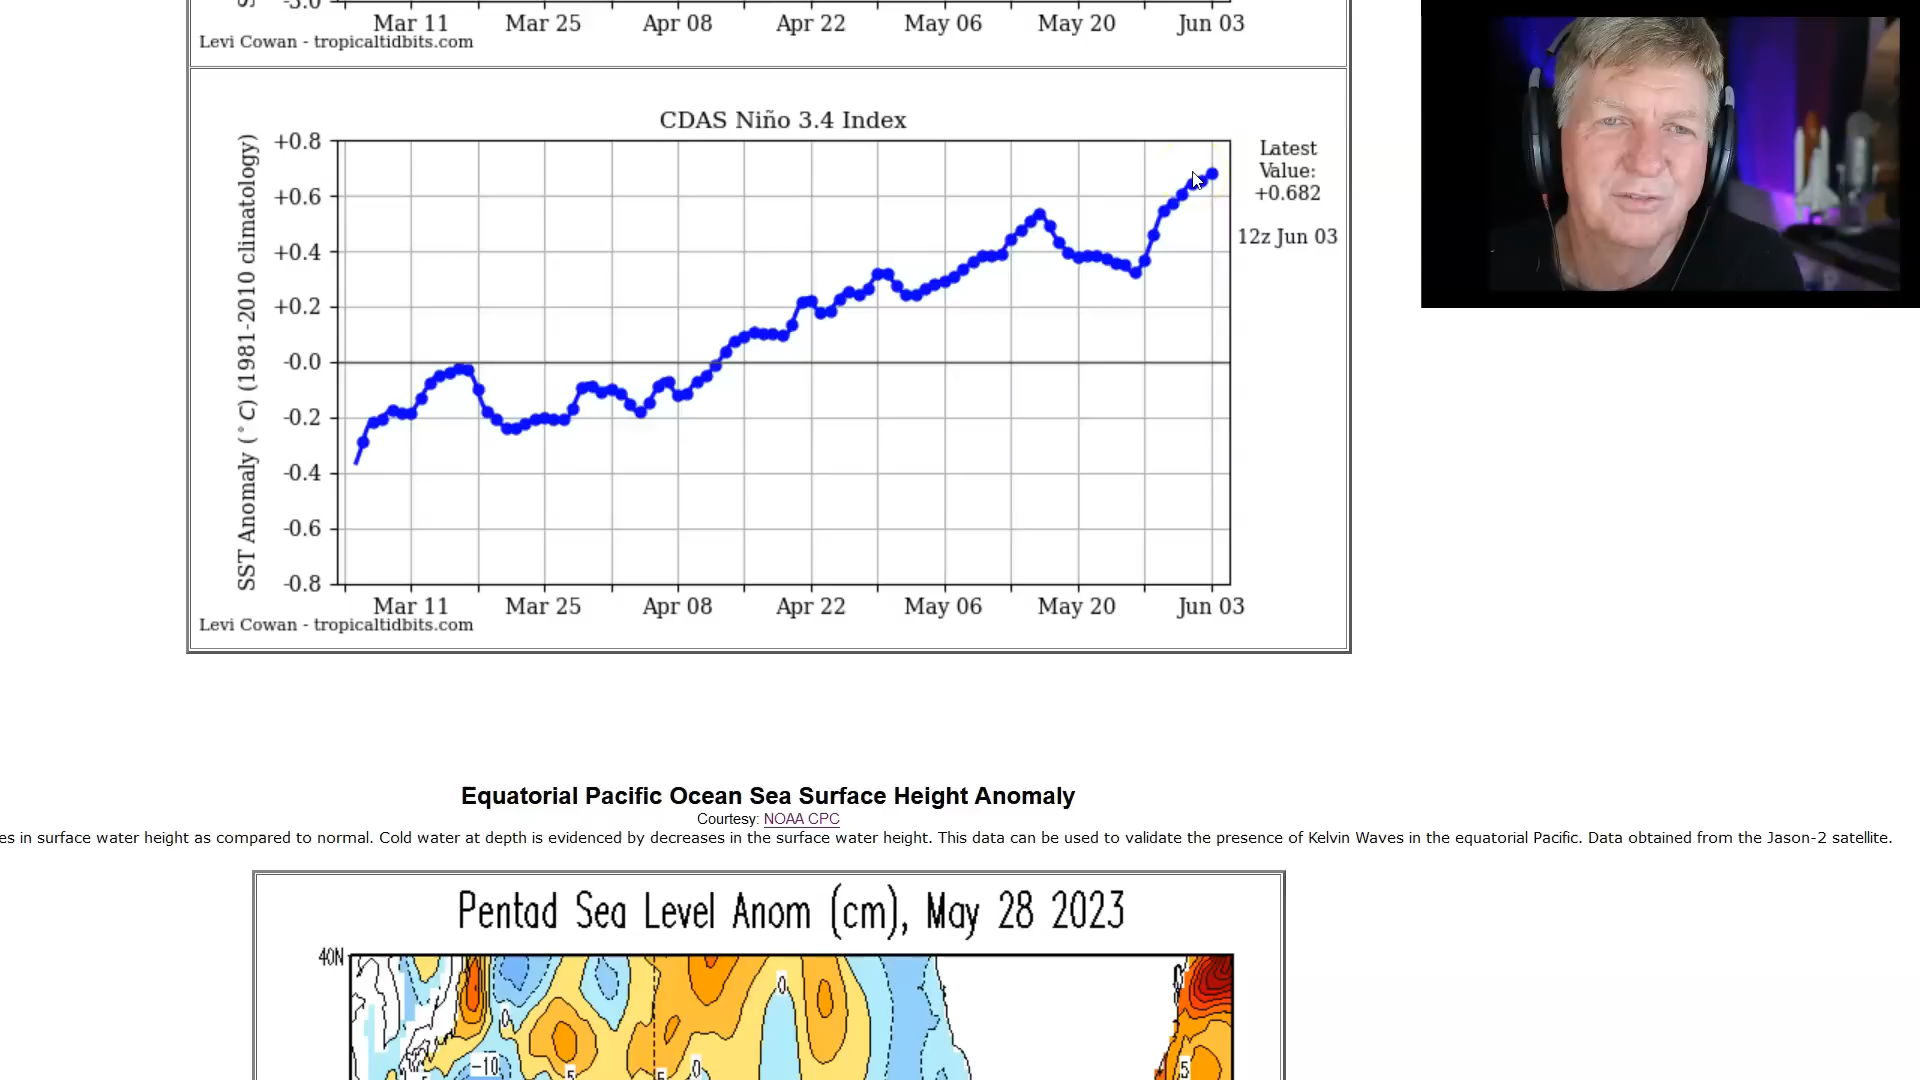 -3.0
Mar 11 Mar 25 Apr 08 Apr 22 May 06 May 20 Jun 03
Levi Cowan - tropicaltidbits.com
CDAS Niño 3.4 Index
SST Anomaly (°C) (1981-2010 climatology)
+0.8
+0.6
+0.4
+0.2
-0.0
-0.2
-0.4
-0.6
-0.8
Latest
Value:
+0.682
12z Jun 03
Mar 11 Mar 25 Apr 08 Apr 22 May 06 May 20 Jun 03
Levi Cowan - tropicaltidbits.com
Equatorial Pacific Ocean Sea Surface Height Anomaly
Courtesy: NOAA CPC
es in surface water height as compared to normal. Cold water at depth is evidenced by decreases in the surface water height. This data can be used to validate the presence of Kelvin Waves in the equatorial Pacific. Data obtained from the Jason-2 satellite.
Pentad Sea Level Anom (cm), May 28 2023
40N
0
0
0
-10
5
5
0
5